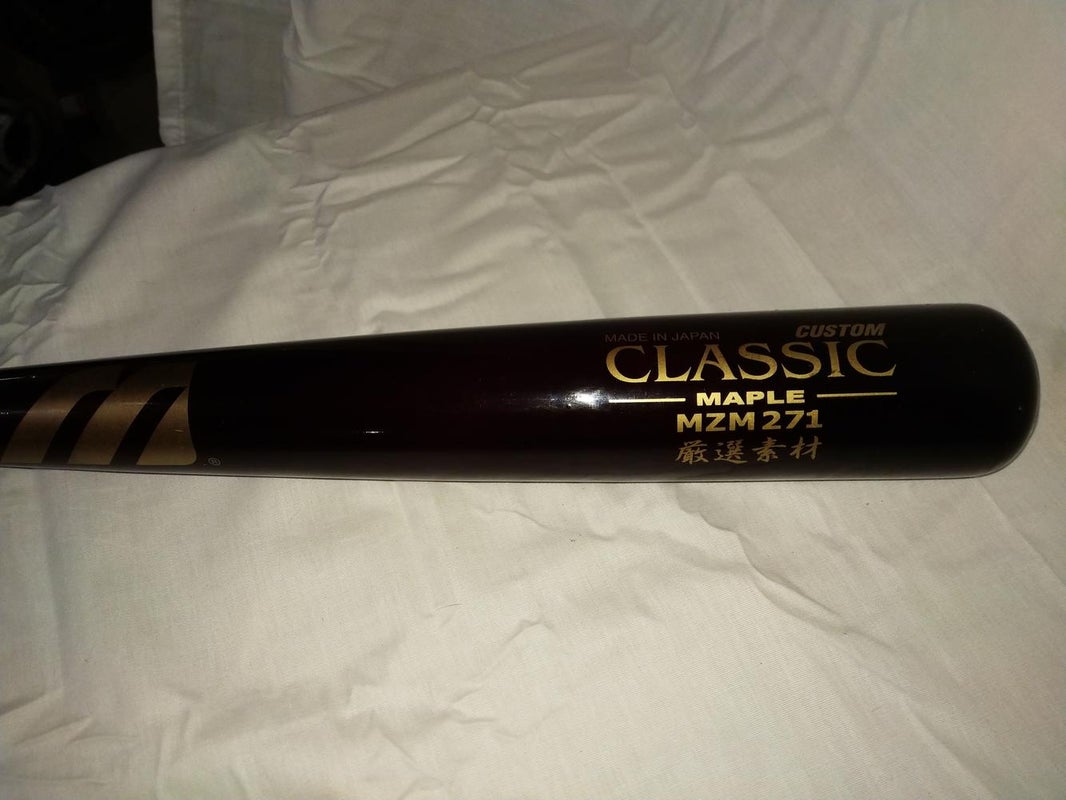 MADE IN JAPAN
CUSTOM
CLASSIC
MAPLE
MZM 271
厳選素材
®